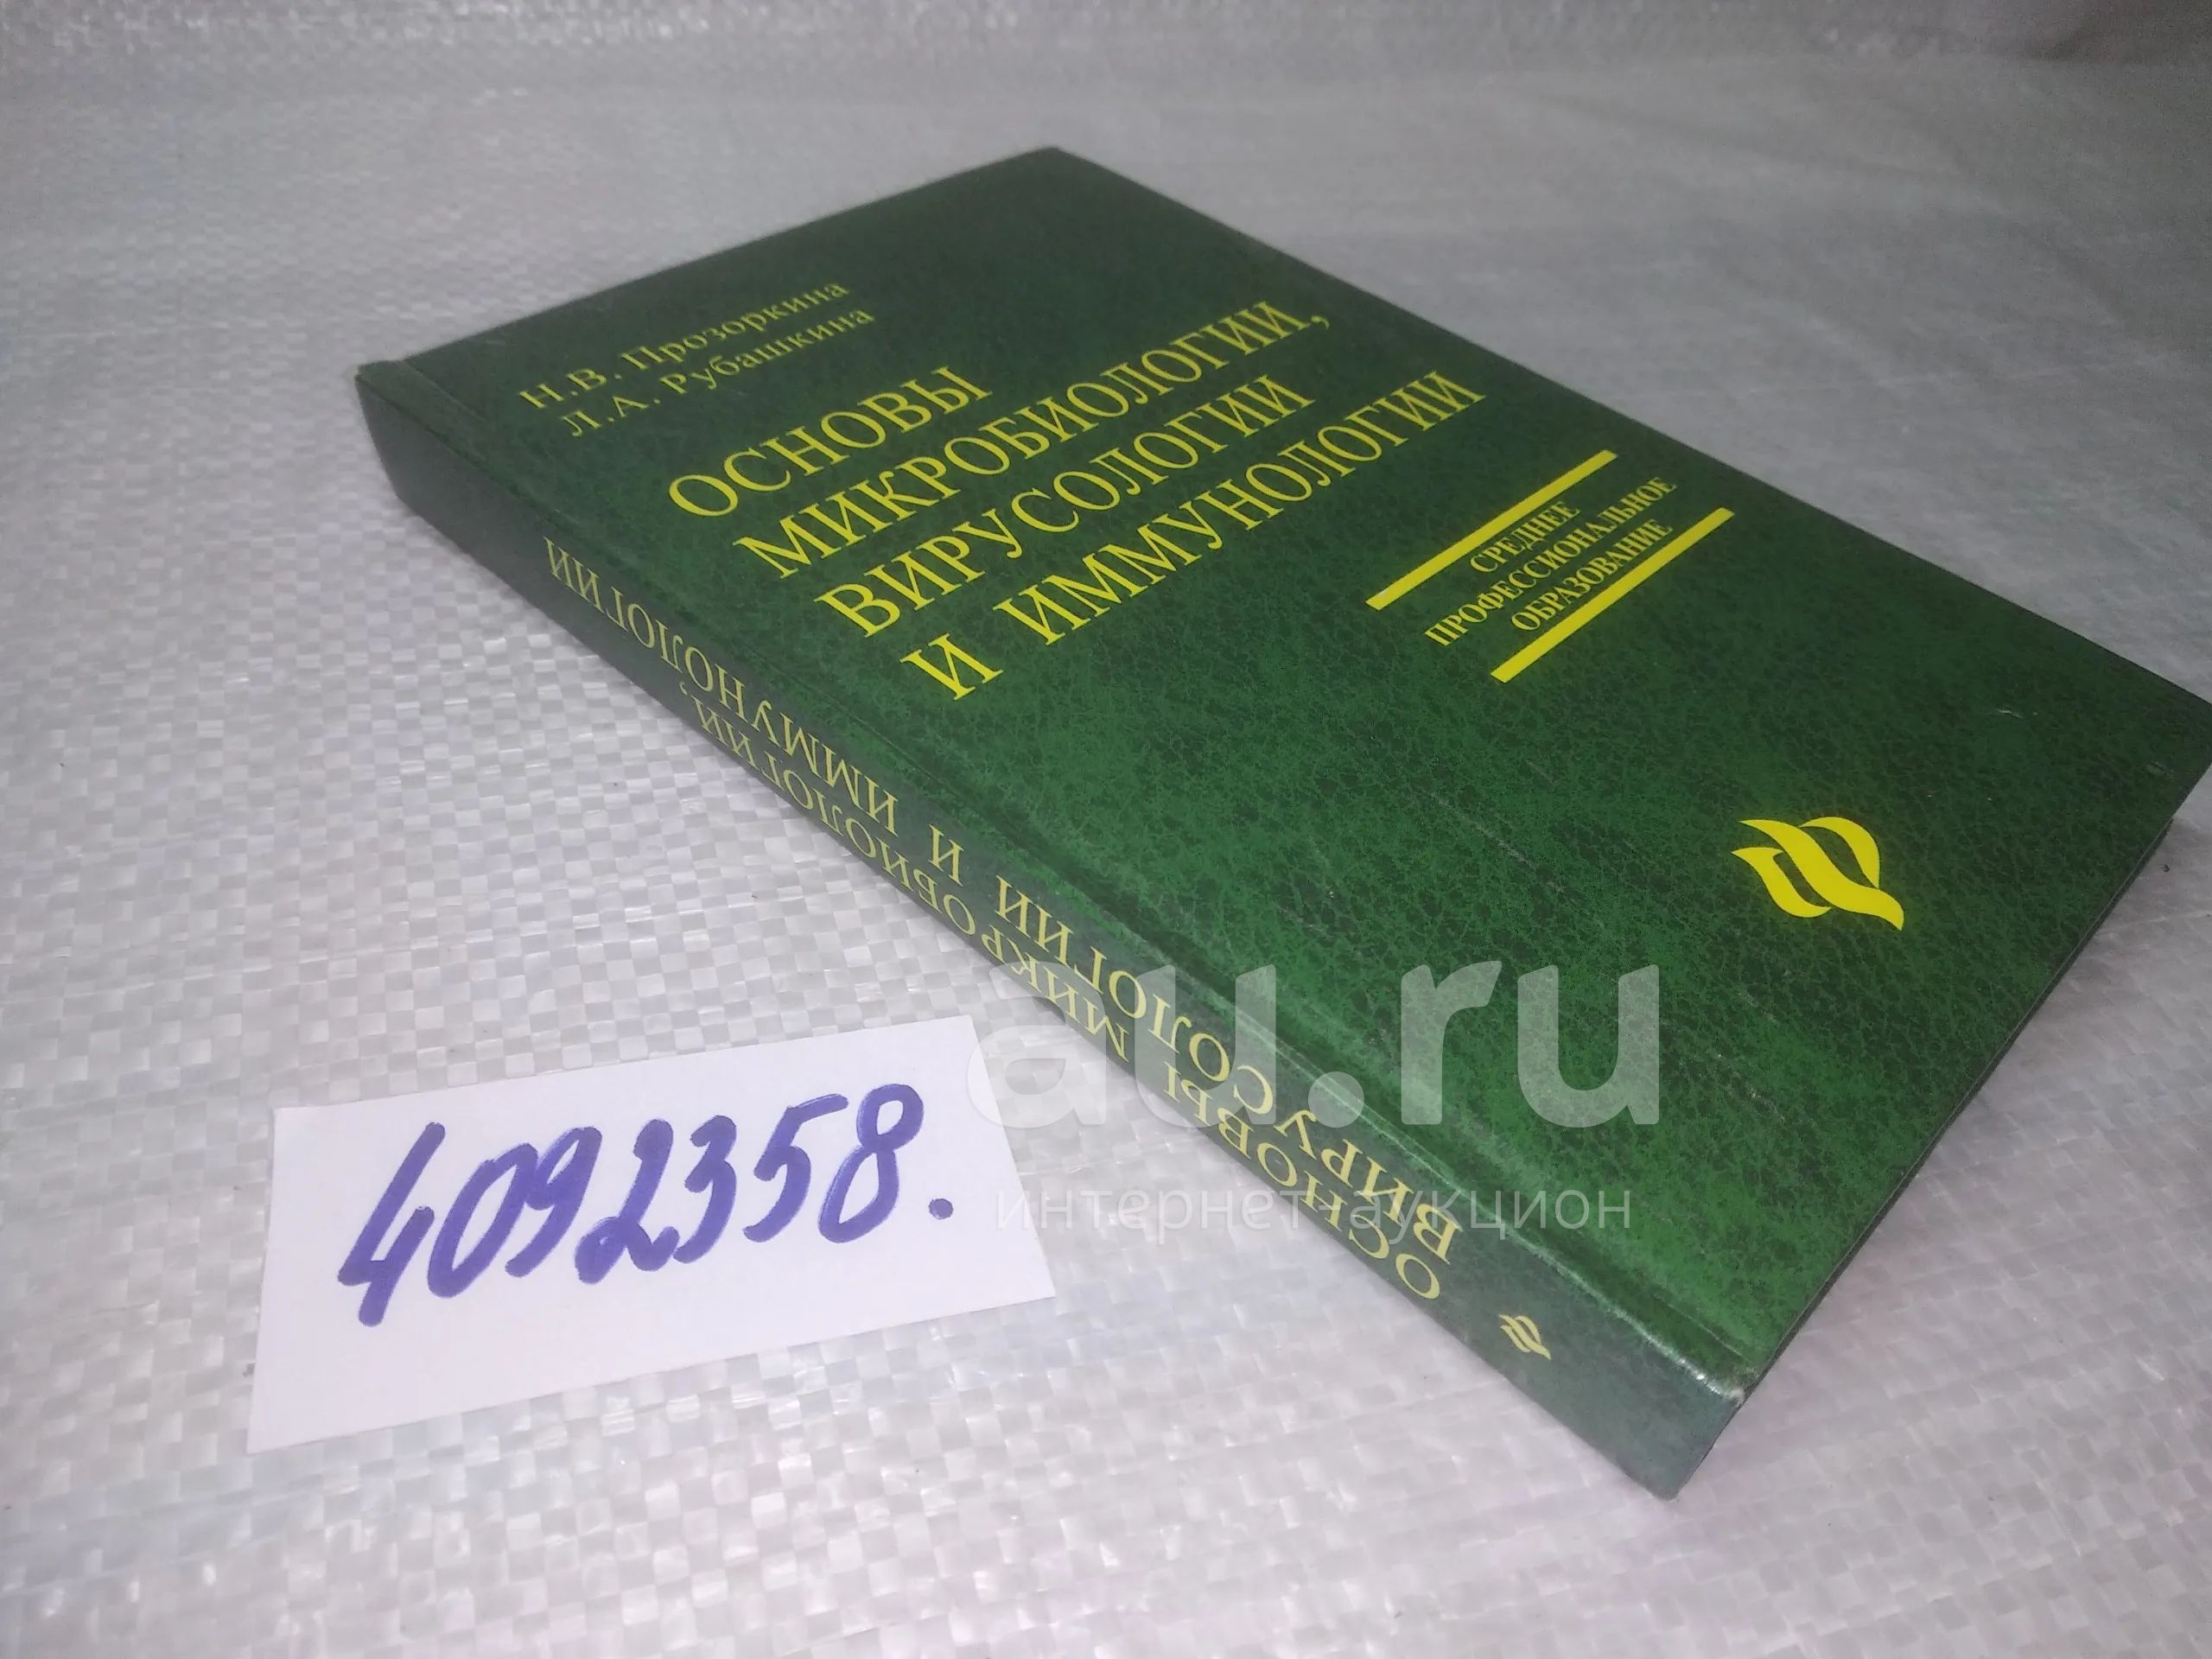 Н.В. Прозоркина
Л.А. Рубашкина
ОСНОВЫ
МИКРОБИОЛОГИИ,
ВИРУСОЛОГИИ
И ИММУНОЛОГИИ
СРЕДНЕЕ
ПРОФЕССИОНАЛЬНОЕ
ОБРАЗОВАНИЕ
ОСНОВЫ МИКРОБИОЛОГИИ,
ВИРУСОЛОГИИ И ИММУНОЛОГИИ
4092358.
au.ru
интернет-аукцион